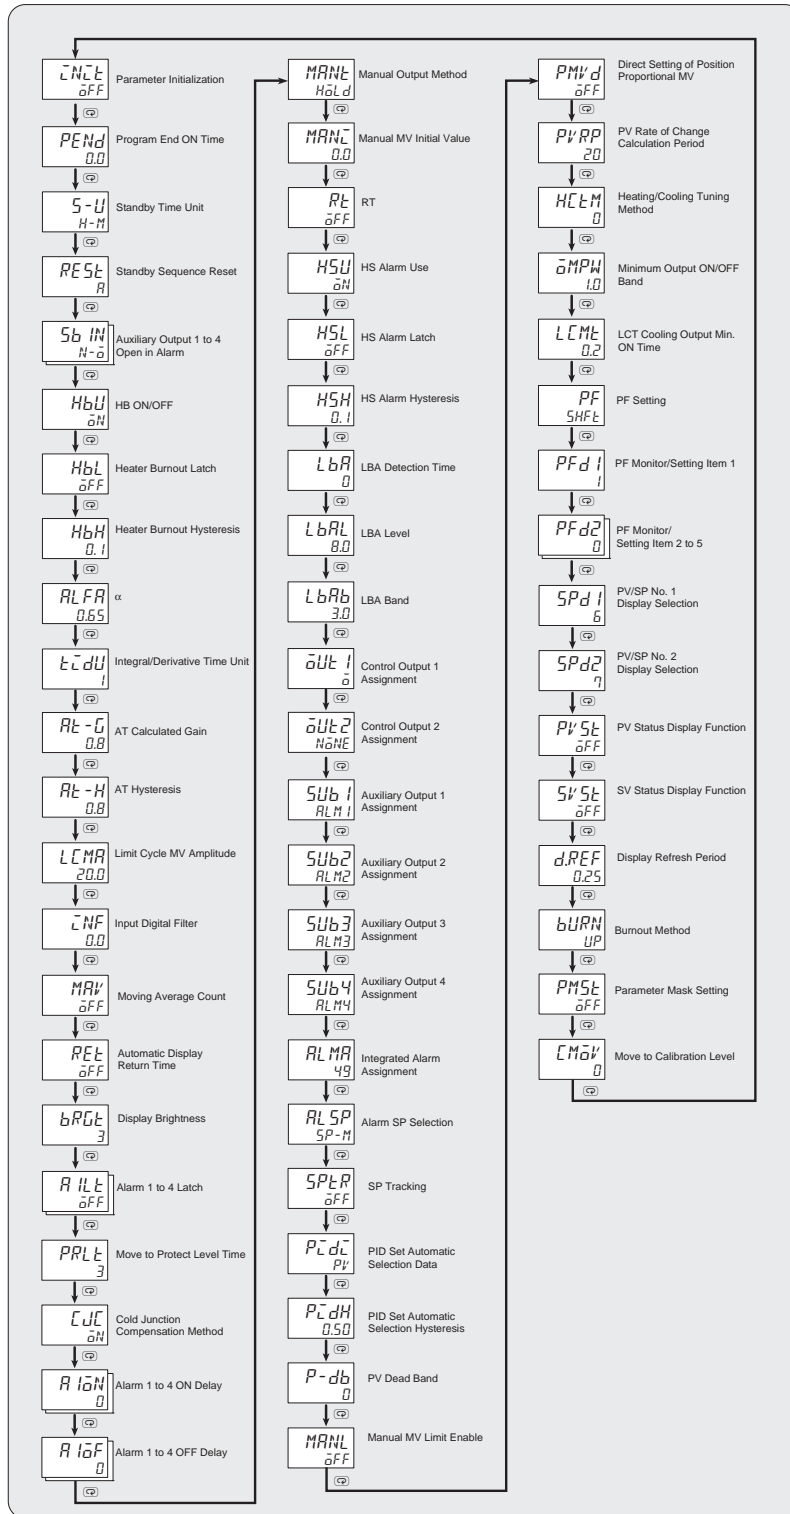 INIT
OFF
Parameter Initialization
PEND
0.0
Program End ON Time
S-U
H-M
Standby Time Unit
REST
A
Standby Sequence Reset
Sb1N
N-O
Auxiliary Output 1 to 4
Open in Alarm
HbU
ON
HB ON/OFF
HbL
OFF
Heater Burnout Latch
HbH
0.1
Heater Burnout Hysteresis
ALFA
0.65
α
TIDU
1
Integral/Derivative Time Unit
AT-G
0.8
AT Calculated Gain
AT-H
0.8
AT Hysteresis
LCMA
20.0
Limit Cycle MV Amplitude
INF
0.0
Input Digital Filter
MAV
OFF
Moving Average Count
RET
OFF
Automatic Display
Return Time
bRGT
3
Display Brightness
A1LT
OFF
Alarm 1 to 4 Latch
PRLT
3
Move to Protect Level Time
CJC
ON
Cold Junction
Compensation Method
A1ON
0
Alarm 1 to 4 ON Delay
A1OF
0
Alarm 1 to 4 OFF Delay
MANT
HOLD
Manual Output Method
MANI
0.0
Manual MV Initial Value
RT
OFF
RT
HSU
ON
HS Alarm Use
HSL
OFF
HS Alarm Latch
HSH
0.1
HS Alarm Hysteresis
LbA
0
LBA Detection Time
LbAL
8.0
LBA Level
LbAb
3.0
LBA Band
OUT1
O
Control Output 1
Assignment
OUT2
NONE
Control Output 2
Assignment
SUb1
ALM1
Auxiliary Output 1
Assignment
SUb2
ALM2
Auxiliary Output 2
Assignment
SUb3
ALM3
Auxiliary Output 3
Assignment
SUb4
ALM4
Auxiliary Output 4
Assignment
ALMA
49
Integrated Alarm
Assignment
ALSP
SP-M
Alarm SP Selection
SPTR
OFF
SP Tracking
PIDI
PV
PID Set Automatic
Selection Data
PIDH
0.50
PID Set Automatic
Selection Hysteresis
P-db
0
PV Dead Band
MANL
OFF
Manual MV Limit Enable
PMVd
OFF
Direct Setting of Position
Proportional MV
PVRP
20
PV Rate of Change
Calculation Period
HCTM
0
Heating/Cooling Tuning
Method
OMPW
1.0
Minimum Output ON/OFF
Band
LCMT
0.2
LCT Cooling Output Min.
ON Time
PF
SHFT
PF Setting
PFd1
1
PF Monitor/Setting Item 1
PFd2
0
PF Monitor/
Setting Item 2 to 5
SPd1
6
PV/SP No. 1
Display Selection
SPd2
7
PV/SP No. 2
Display Selection
PVST
OFF
PV Status Display Function
SVST
OFF
SV Status Display Function
d.REF
0.25
Display Refresh Period
bURN
UP
Burnout Method
PMST
OFF
Parameter Mask Setting
CMOV
0
Move to Calibration Level